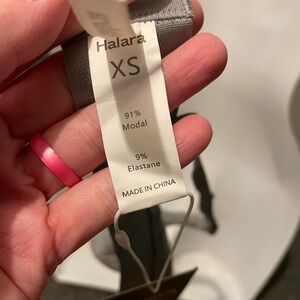 Halara
XS
91%
Modal
9%
Elastane
MADE IN CHINA